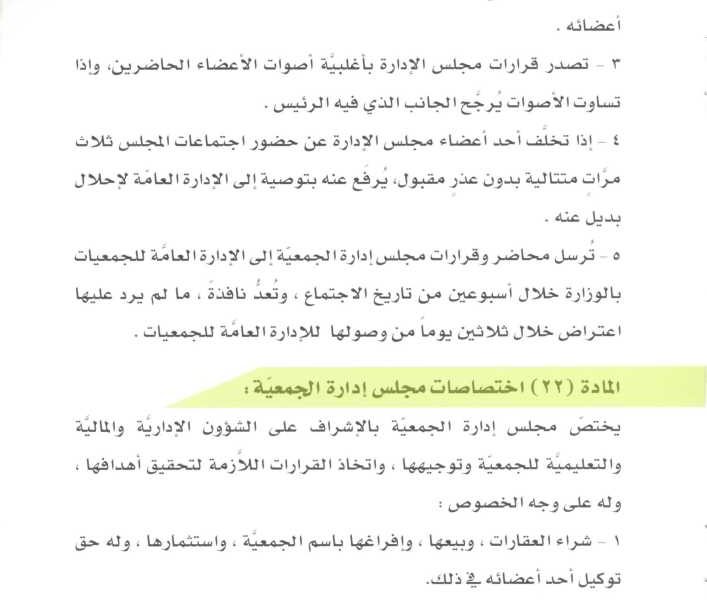 أعضائه .
٣ - تصدر قرارات مجلس الإدارة بأغلبيَّة أصوات الأعضاء الحاضرين، وإذا
تساوت الأصوات يُرجَّح الجانب الذي فيه الرئيس .
٤ - إذا تخلَّف أحد أعضاء مجلس الإدارة عن حضور اجتماعات المجلس ثلاث
مرَّاتٍ متتالية بدون عذرٍ مقبول، يُرفَع عنه بتوصية إلى الإدارة العامَّة لإحلال
بديل عنه .
٥ - تُرسل محاضر وقرارات مجلس إدارة الجمعيَّة إلى الإدارة العامَّة للجمعيات
بالوزارة خلال أسبوعين من تاريخ الاجتماع ، وتُعدُّ نافذةً ، ما لم يرد عليها
اعتراض خلال ثلاثين يوماً من وصولها للإدارة العامَّة للجمعيات .
المادة (٢٢) اختصاصات مجلس إدارة الجمعيَّة :
يختصّ مجلس إدارة الجمعيَّة بالإشراف على الشؤون الإداريَّة والماليَّة
والتعليميَّة للجمعيَّة وتوجيهها ، واتخاذ القرارات اللاَّزمة لتحقيق أهدافها ،
وله على وجه الخصوص :
١ - شراء العقارات ، وبيعها ، وإفراغها باسم الجمعيَّة ، واستثمارها ، وله حق
توكيل أحد أعضائه في ذلك.